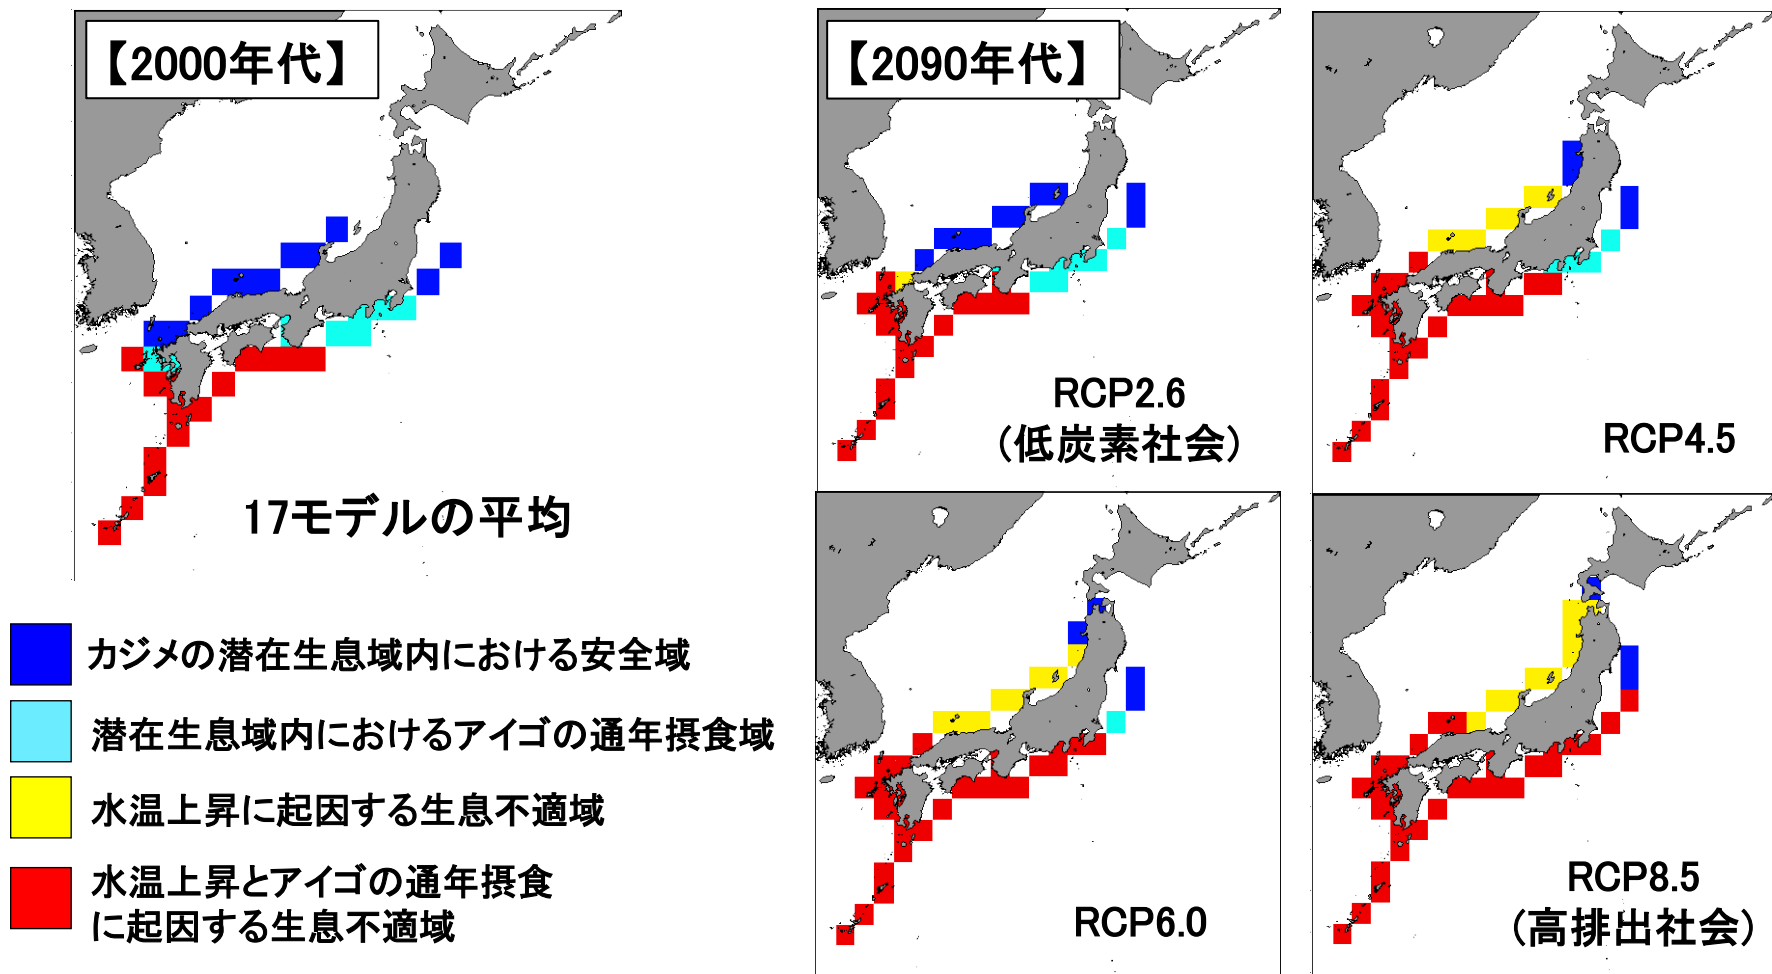 【2000年代】
17モデルの平均
【2090年代】
RCP2.6
(低炭素社会)
RCP4.5
RCP6.0
RCP8.5
(高排出社会)
カジメの潜在生息域内における安全域
潜在生息域内におけるアイゴの通年摂食域
水温上昇に起因する生息不適域
水温上昇とアイゴの通年摂食
に起因する生息不適域